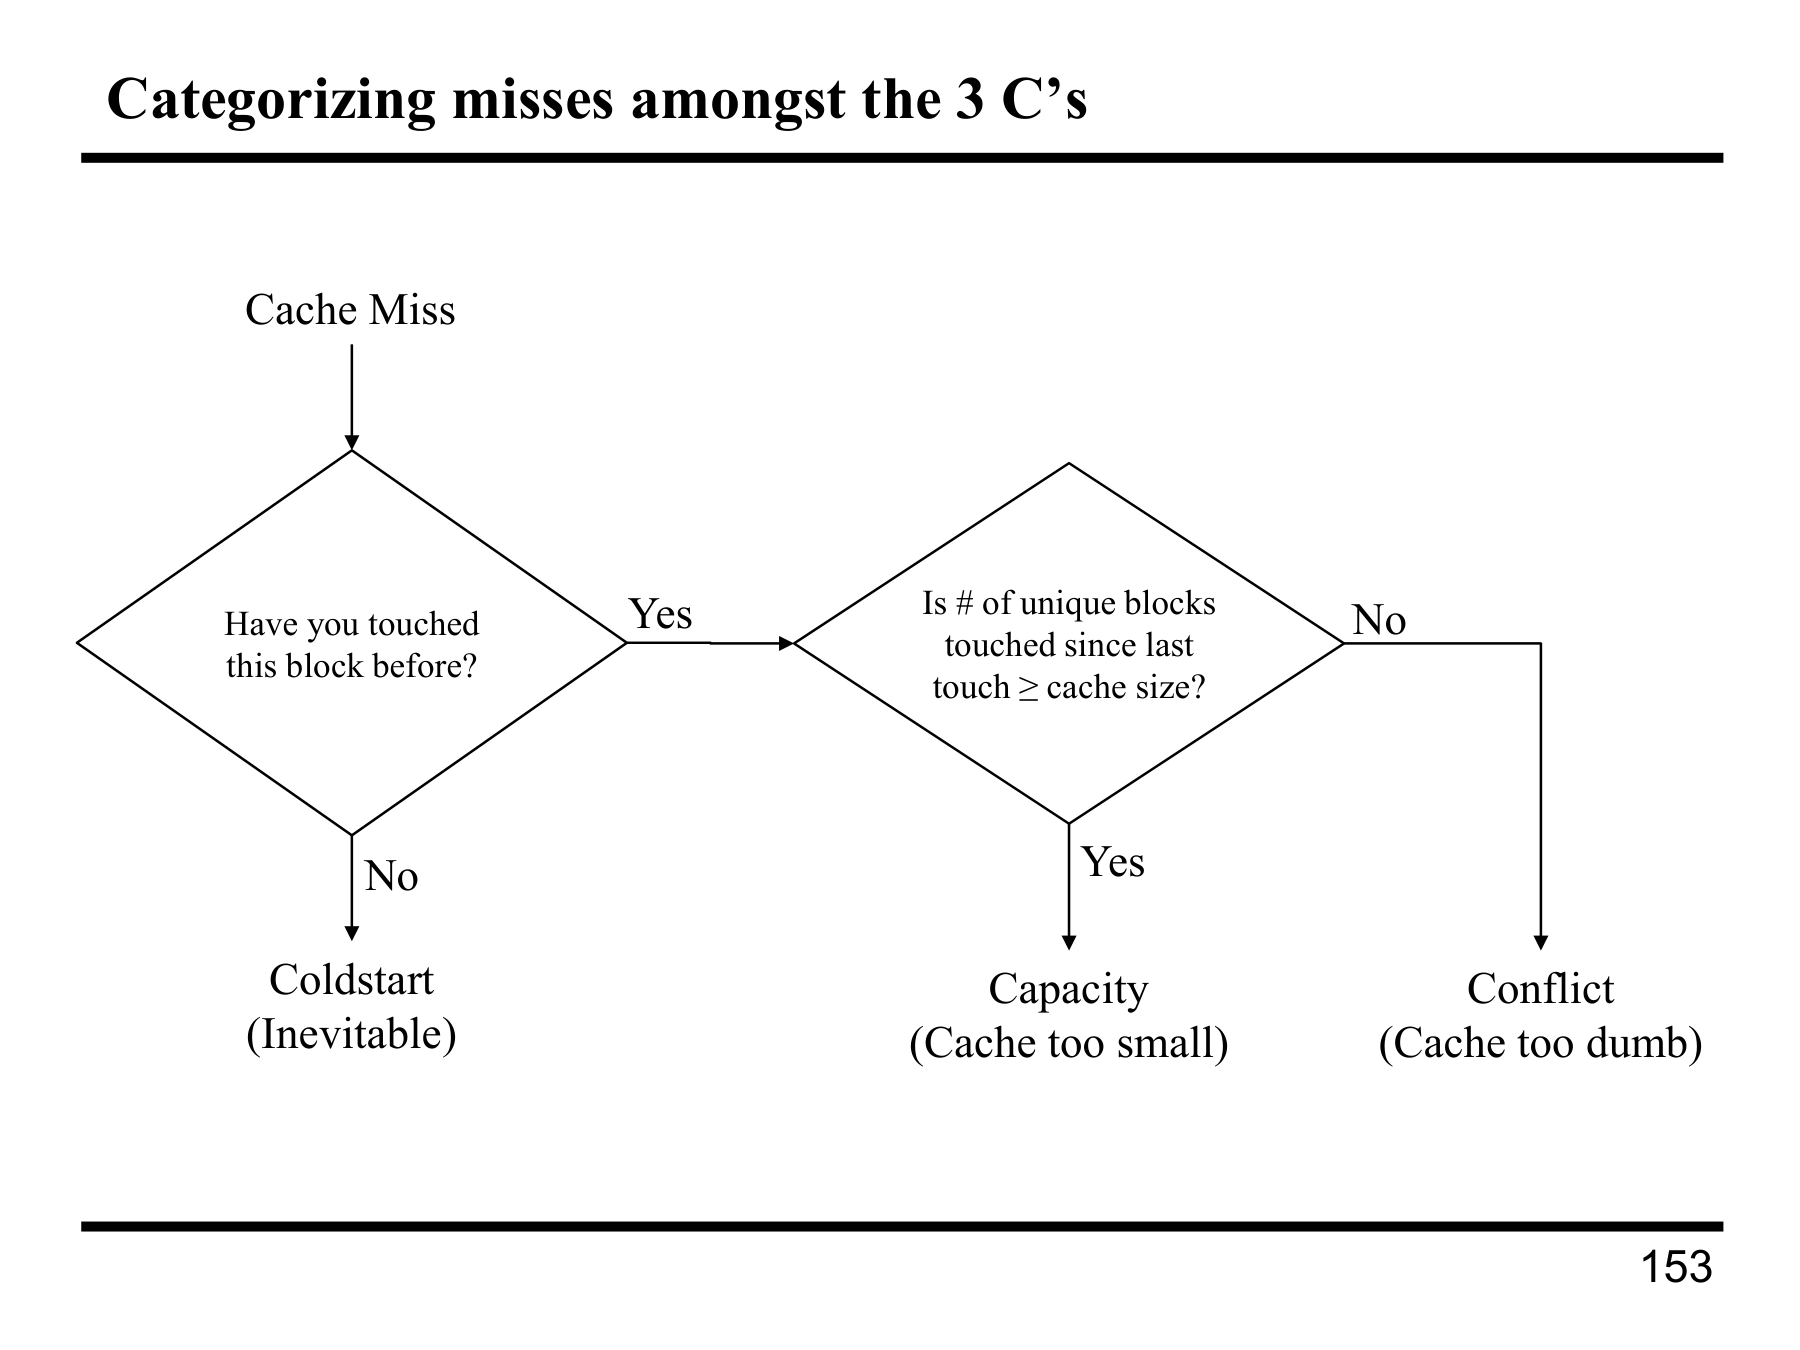 Categorizing misses amongst the 3 C’s
Cache Miss
Have you touched
this block before?
Yes
Is # of unique blocks
touched since last
touch ≥ cache size?
No
No
Yes
Coldstart
(Inevitable)
Capacity
(Cache too small)
Conflict
(Cache too dumb)
153